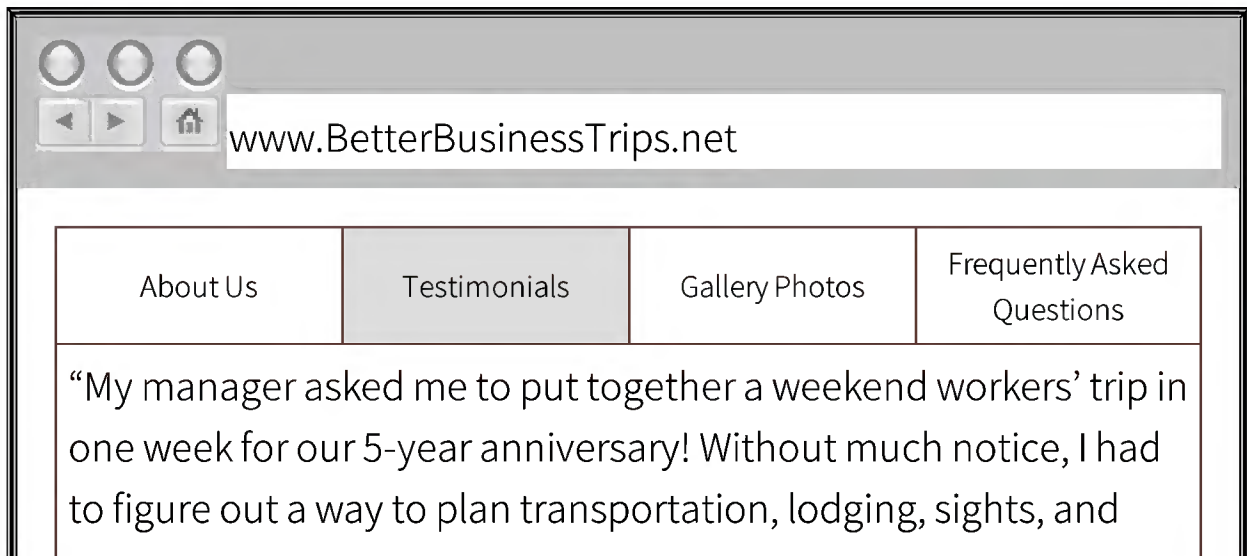 www.BetterBusinessTrips.net
About Us
Testimonials
Gallery Photos
Frequently Asked
Questions
“My manager asked me to put together a weekend workers’ trip in
one week for our 5-year anniversary! Without much notice, I had
to figure out a way to plan transportation, lodging, sights, and